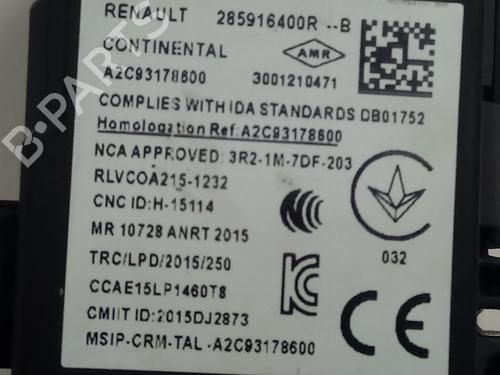 RENAULT 285916400R --B
CONTINENTAL AMR
A2C93178600 3001210471
COMPLIES WITH IDA STANDARDS DB01752
Homologation Ref.A2C93178600
NCA APPROVED: 3R2-1M-7DF-203
RLVCOA215-1232
CNC ID:H-15114
MR 10728 ANRT 2015
032
TRC/LPD/2015/250
CCAE15LP1460T8
CMIIT ID:2015DJ2873
CE
MSIP-CRM-TAL -A2C93178600
B-PARTS